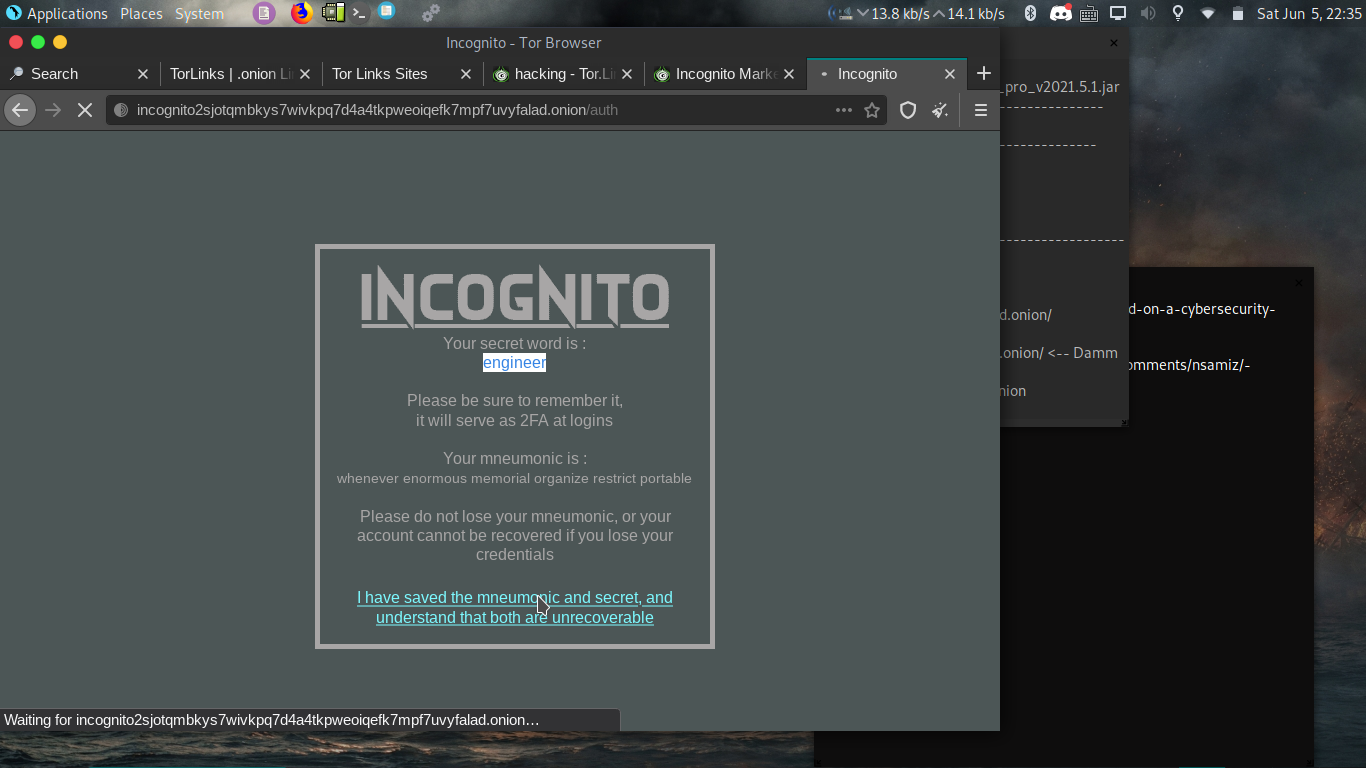 Applications Places System 13.8 kb/s 14.1 kb/s Sat Jun 5, 22:35
Incognito - Tor Browser
Search TorLinks | .onion Li Tor Links Sites hacking - Tor.Li Incognito Marke Incognito
incognito2sjotqmbkys7wivkpq7d4a4tkpweoiqefk7mpf7uvyfalad.onion/auth
_pro_v2021.5.1.jar
INCOGNITO
Your secret word is :
engineer
Please be sure to remember it,
it will serve as 2FA at logins
Your mneumonic is :
whenever enormous memorial organize restrict portable
Please do not lose your mneumonic, or your
account cannot be recovered if you lose your
credentials
I have saved the mneumonic and secret, and
understand that both are unrecoverable
Waiting for incognito2sjotqmbkys7wivkpq7d4a4tkpweoiqefk7mpf7uvyfalad.onion…
d.onion/
.onion/ <-- Damm
nion
d-on-a-cybersecurity-
omments/nsamiz/-